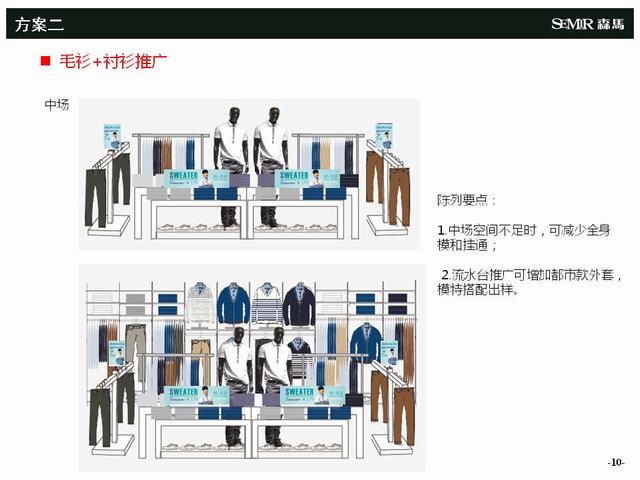 方案二
SEMIR 森馬
毛衫+衬衫推广
中场
SWEATER
SWEATER
陈列要点：
1.中场空间不足时，可减少全身
模和挂通；
2.流水台推广可增加都市款外套，
模特搭配出样。
SWEATER
SWEATER
-10-